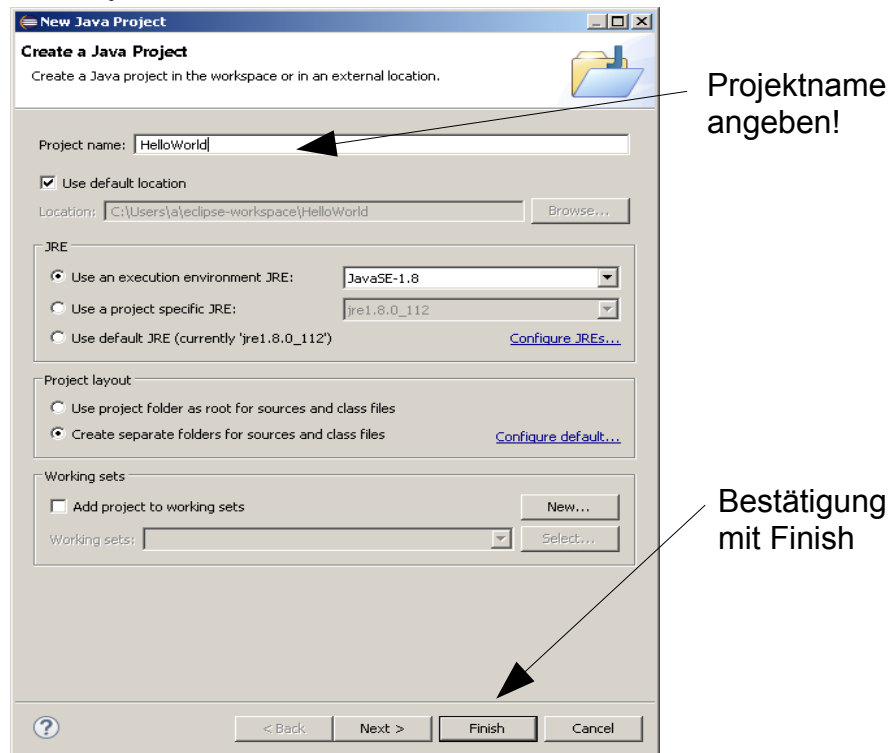 New Java Project
Create a Java Project
Create a Java project in the workspace or in an external location.
Projektname
angeben!
Project name: HelloWorld
Use default location
Location: C:\Users\a\eclipse-workspace\HelloWorld Browse...
JRE
Use an execution environment JRE: JavaSE-1.8
Use a project specific JRE: jre1.8.0_112
Use default JRE (currently 'jre1.8.0_112') Configure JREs...
Project layout
Use project folder as root for sources and class files
Create separate folders for sources and class files Configure default...
Working sets
Add project to working sets New...
Working sets: Select...
Bestätigung
mit Finish
? < Back Next > Finish Cancel